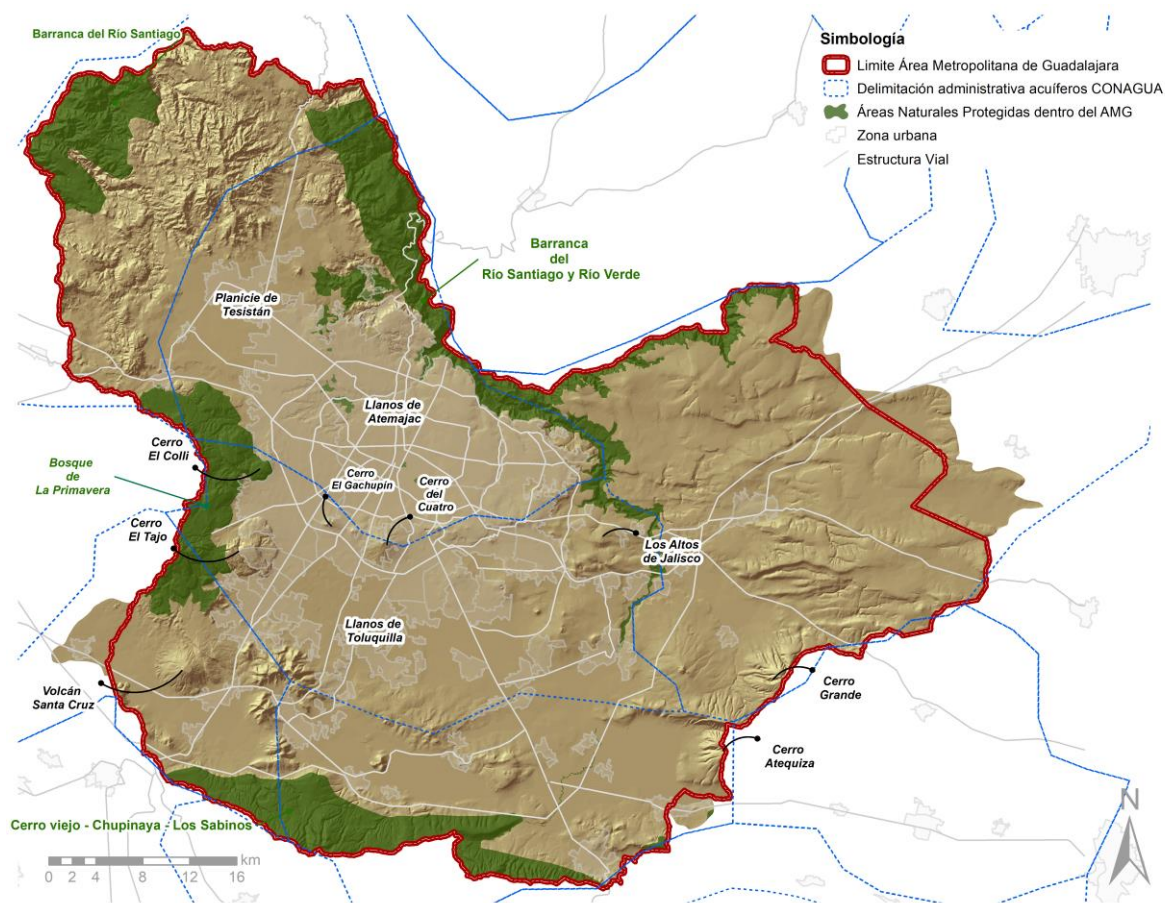 Barranca del Río Santiago
Simbología
Limite Área Metropolitana de Guadalajara
Delimitación administrativa acuíferos CONAGUA
Áreas Naturales Protegidas dentro del AMG
Zona urbana
Estructura Vial
Barranca
del
Río Santiago y Río Verde
Planicie de
Tesistán
Llanos de
Atemajac
Cerro
El Colli
Bosque
de
La Primavera
Cerro
El Gachupín
Cerro
del
Cuatro
Cerro
El Tajo
Los Altos
de Jalisco
Llanos de
Toluquilla
Volcán
Santa Cruz
Cerro
Grande
Cerro
Atequiza
Cerro viejo - Chupinaya - Los Sabinos
km
0 2 4 8 12 16
N